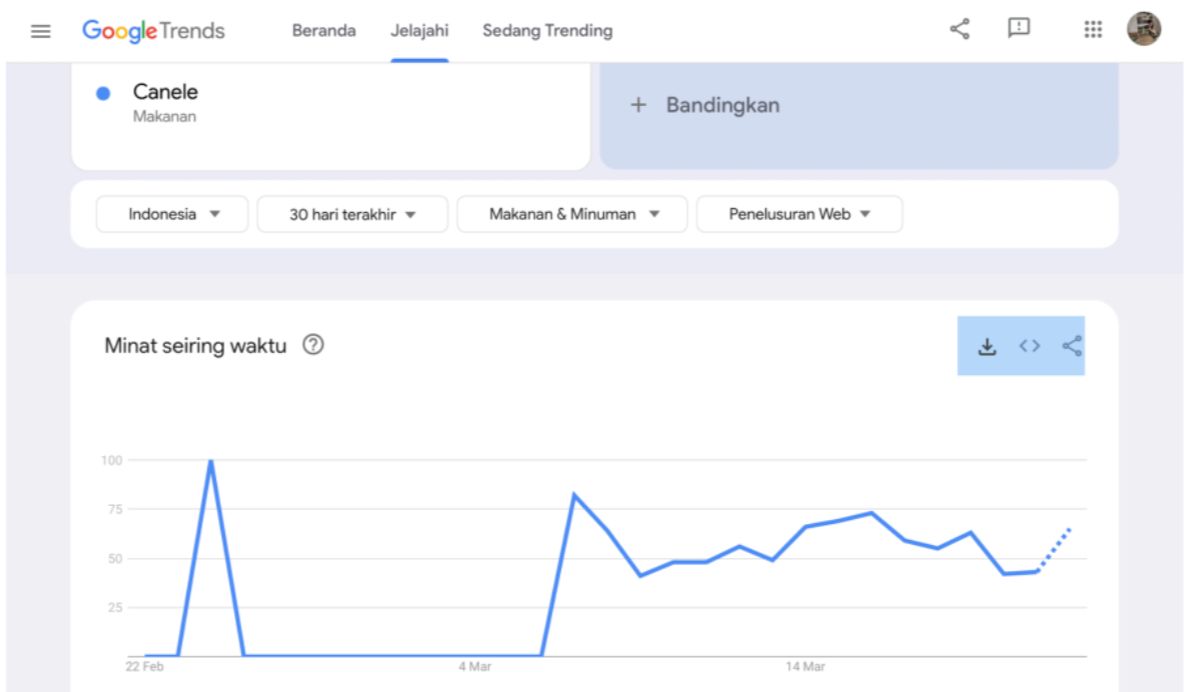 Google Trends
Beranda
Jelajahi
Sedang Trending
Canele
Makanan
+ Bandingkan
Indonesia
30 hari terakhir
Makanan & Minuman
Penelusuran Web
Minat seiring waktu
100
75
50
25
22 Feb
4 Mar
14 Mar